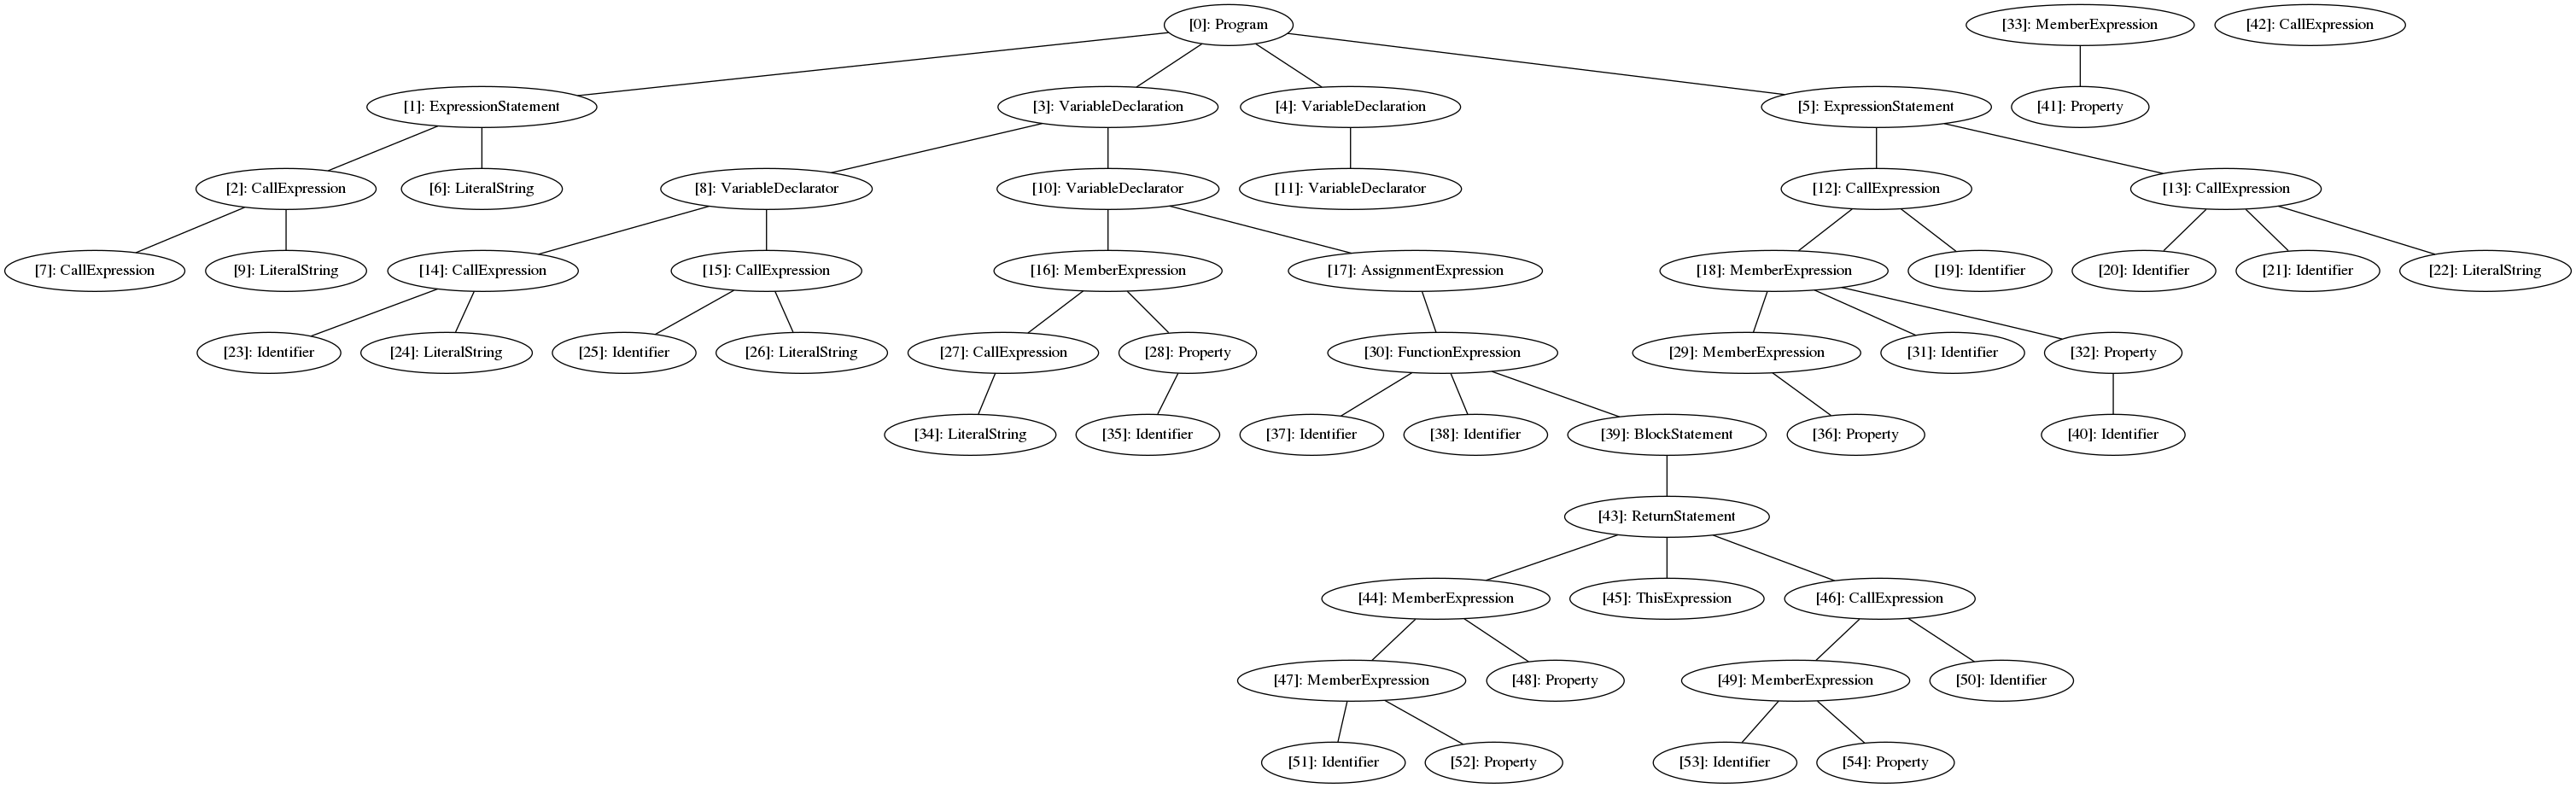 [0]: Program
[33]: MemberExpression
[42]: CallExpression
[1]: ExpressionStatement
[3]: VariableDeclaration
[4]: VariableDeclaration
[5]: ExpressionStatement
[41]: Property
[2]: CallExpression
[6]: LiteralString
[8]: VariableDeclarator
[10]: VariableDeclarator
[11]: VariableDeclarator
[12]: CallExpression
[13]: CallExpression
[7]: CallExpression
[9]: LiteralString
[14]: CallExpression
[15]: CallExpression
[16]: MemberExpression
[17]: AssignmentExpression
[18]: MemberExpression
[19]: Identifier
[20]: Identifier
[21]: Identifier
[22]: LiteralString
[23]: Identifier
[24]: LiteralString
[25]: Identifier
[26]: LiteralString
[27]: CallExpression
[28]: Property
[30]: FunctionExpression
[29]: MemberExpression
[31]: Identifier
[32]: Property
[34]: LiteralString
[35]: Identifier
[37]: Identifier
[38]: Identifier
[39]: BlockStatement
[36]: Property
[40]: Identifier
[43]: ReturnStatement
[44]: MemberExpression
[45]: ThisExpression
[46]: CallExpression
[47]: MemberExpression
[48]: Property
[49]: MemberExpression
[50]: Identifier
[51]: Identifier
[52]: Property
[53]: Identifier
[54]: Property